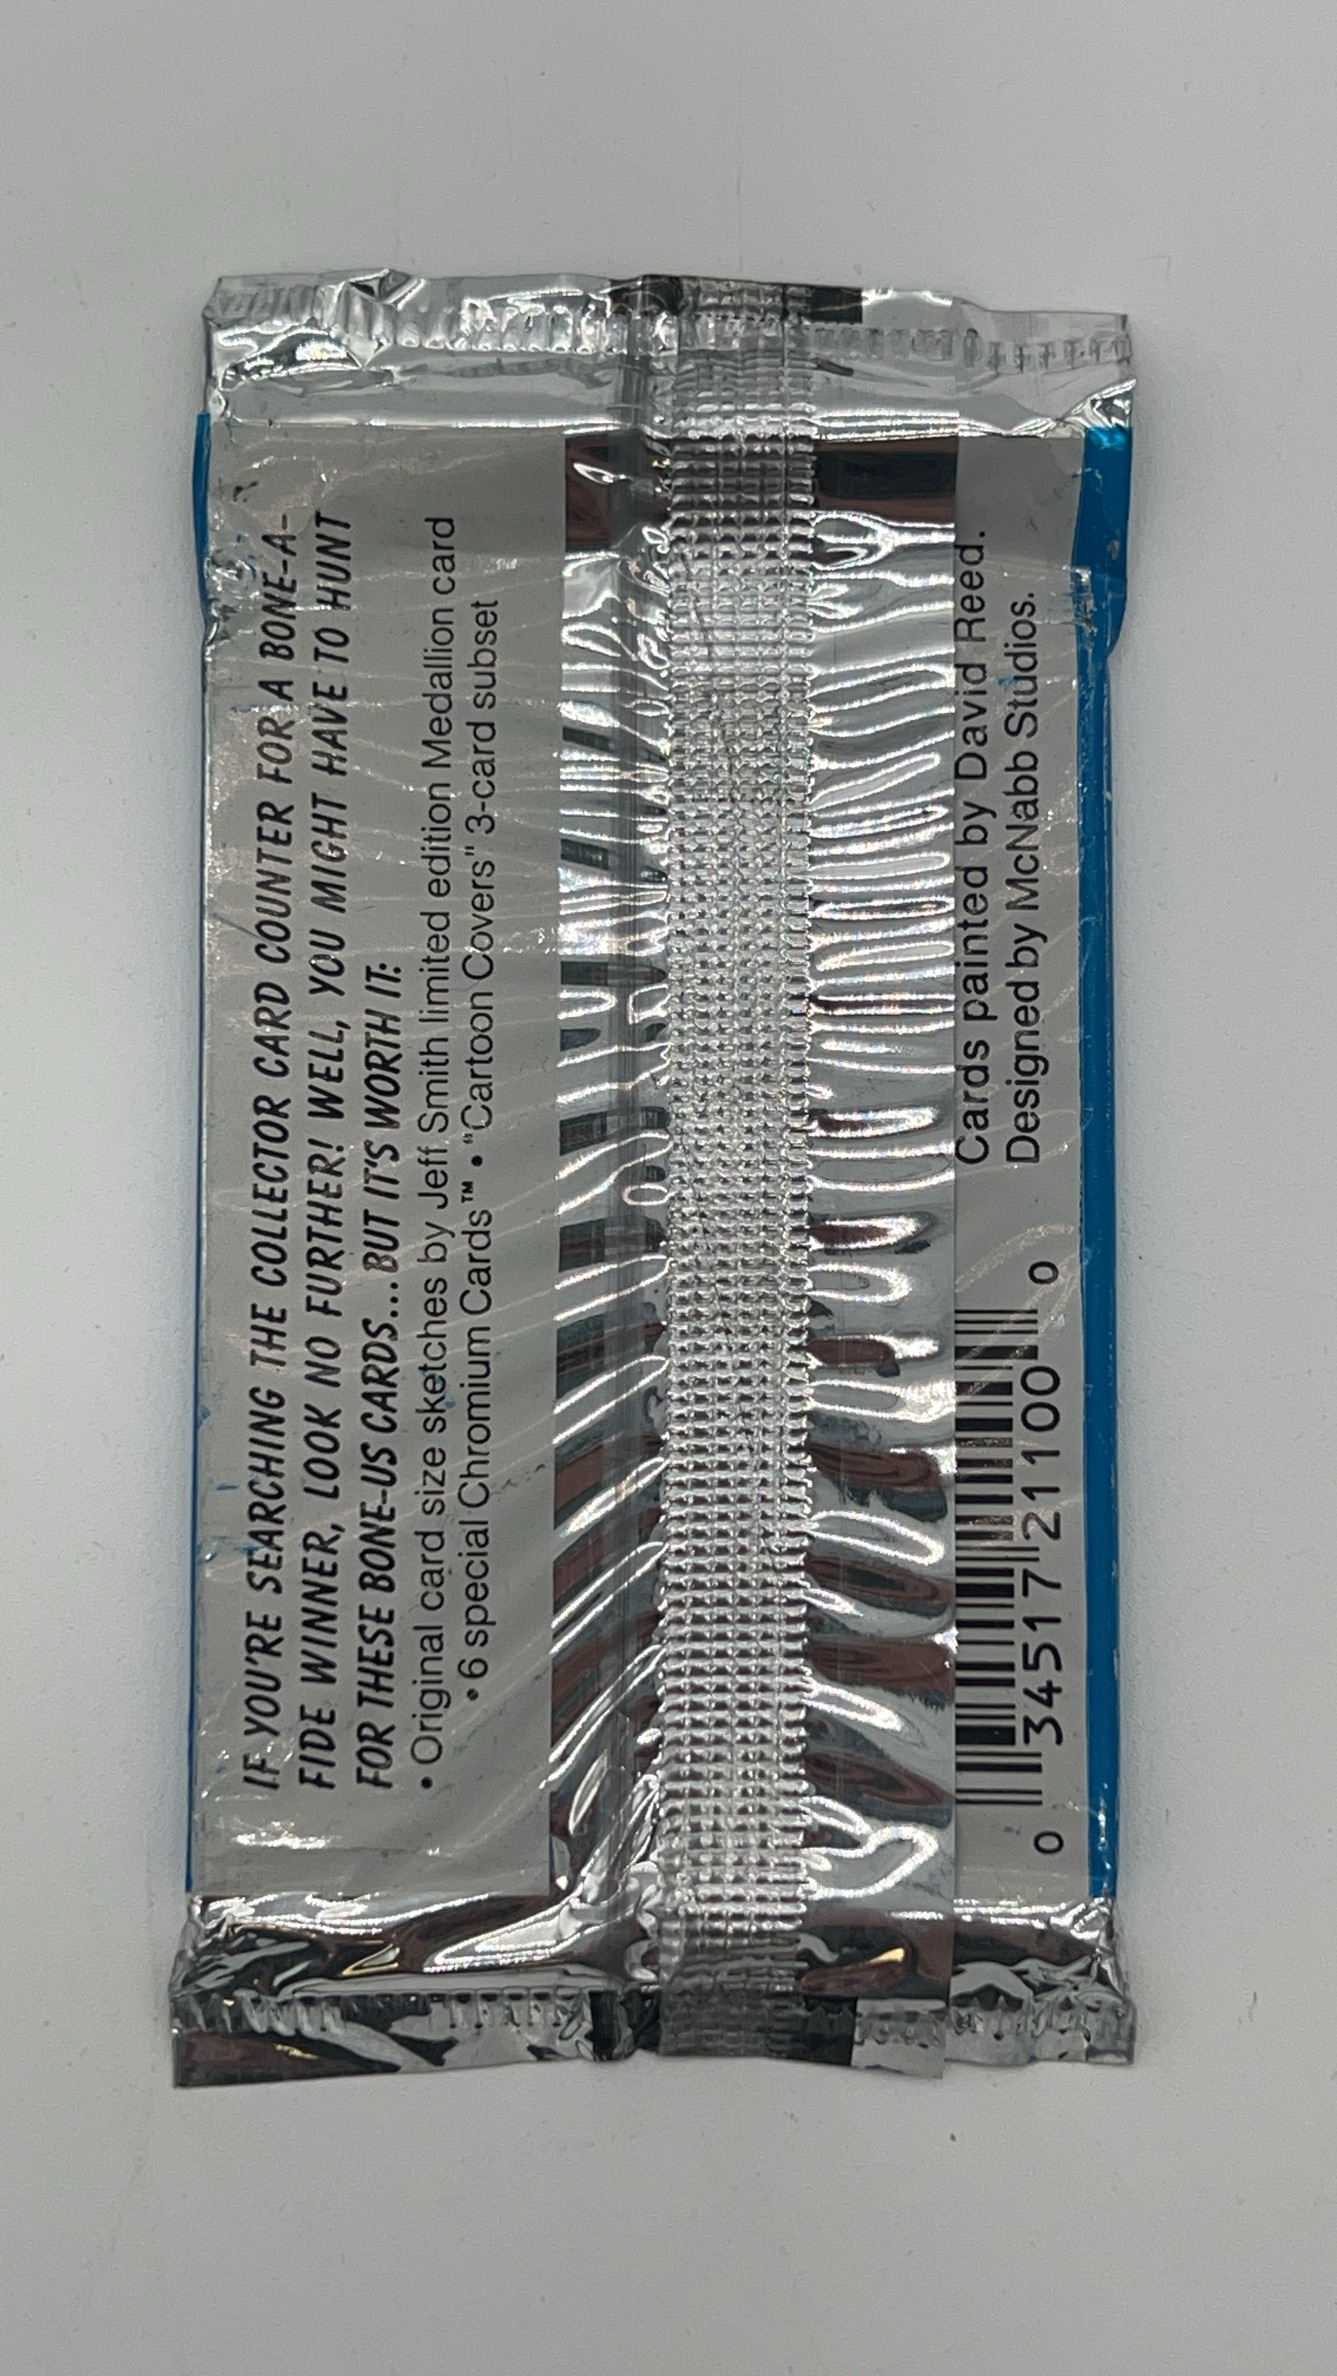 IF YOU'RE SEARCHING THE COLLECTOR CARD COUNTER FOR A BONE-A-
FIDE WINNER, LOOK NO FURTHER! WELL, YOU MIGHT HAVE TO HUNT
FOR THESE BONE-US CARDS...BUT IT'S WORTH IT:
• Original card size sketches by Jeff Smith limited edition Medallion card
• 6 special Chromium Cards™ • "Cartoon Covers" 3-card subset
Cards painted by David Reed.
Designed by McNabb Studios.
0 34517 21100 0